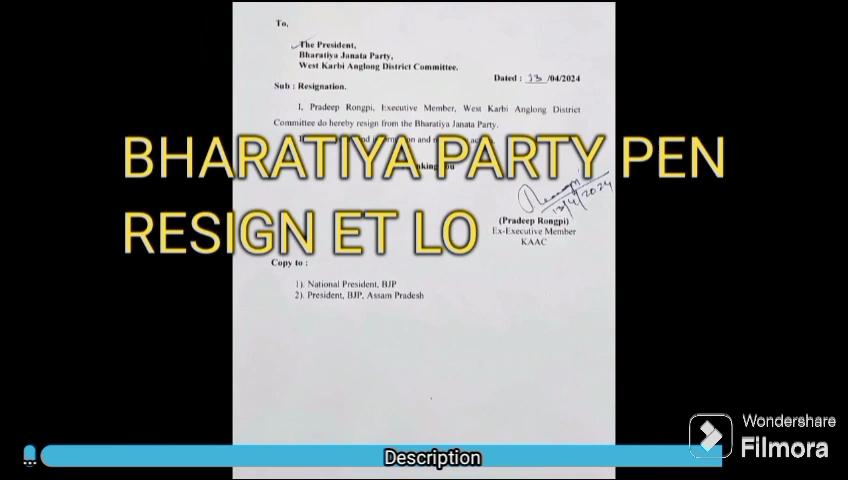 To,
The President,
Bharatiya Janata Party,
West Karbi Anglong District Committee.
Dated : 13 /04/2024
Sub : Resignation.
I, Pradeep Rongpi, Executive Member, West Karbi Anglong District
Committee do hereby resign from the Bharatiya Janata Party.
BHARATIYA PARTY PEN
RESIGN ET LO
13/4/2024
(Pradeep Rongpi)
Ex-Executive Member
KAAC
Copy to :
1). National President, BJP
2). President, BJP, Assam Pradesh
Description
Wondershare
Filmora